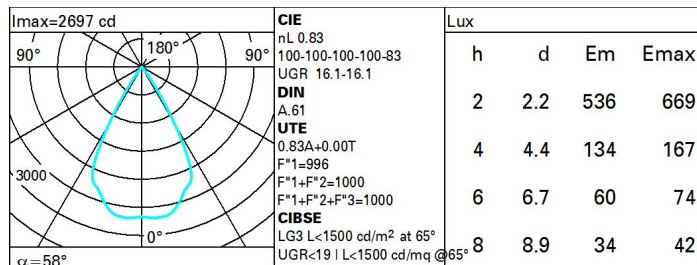 Imax=2697 cd
90° 180° 90°
3000
0°
α=58°
CIE
nL 0.83
100-100-100-100-83
UGR 16.1-16.1
DIN
A.61
UTE
0.83A+0.00T
F"1=996
F"1+F"2=1000
F"1+F"2+F"3=1000
CIBSE
LG3 L<1500 cd/m² at 65°
UGR<19 | L<1500 cd/mq @65°
Lux
h d Em Emax
2 2.2 536 669
4 4.4 134 167
6 6.7 60 74
8 8.9 34 42